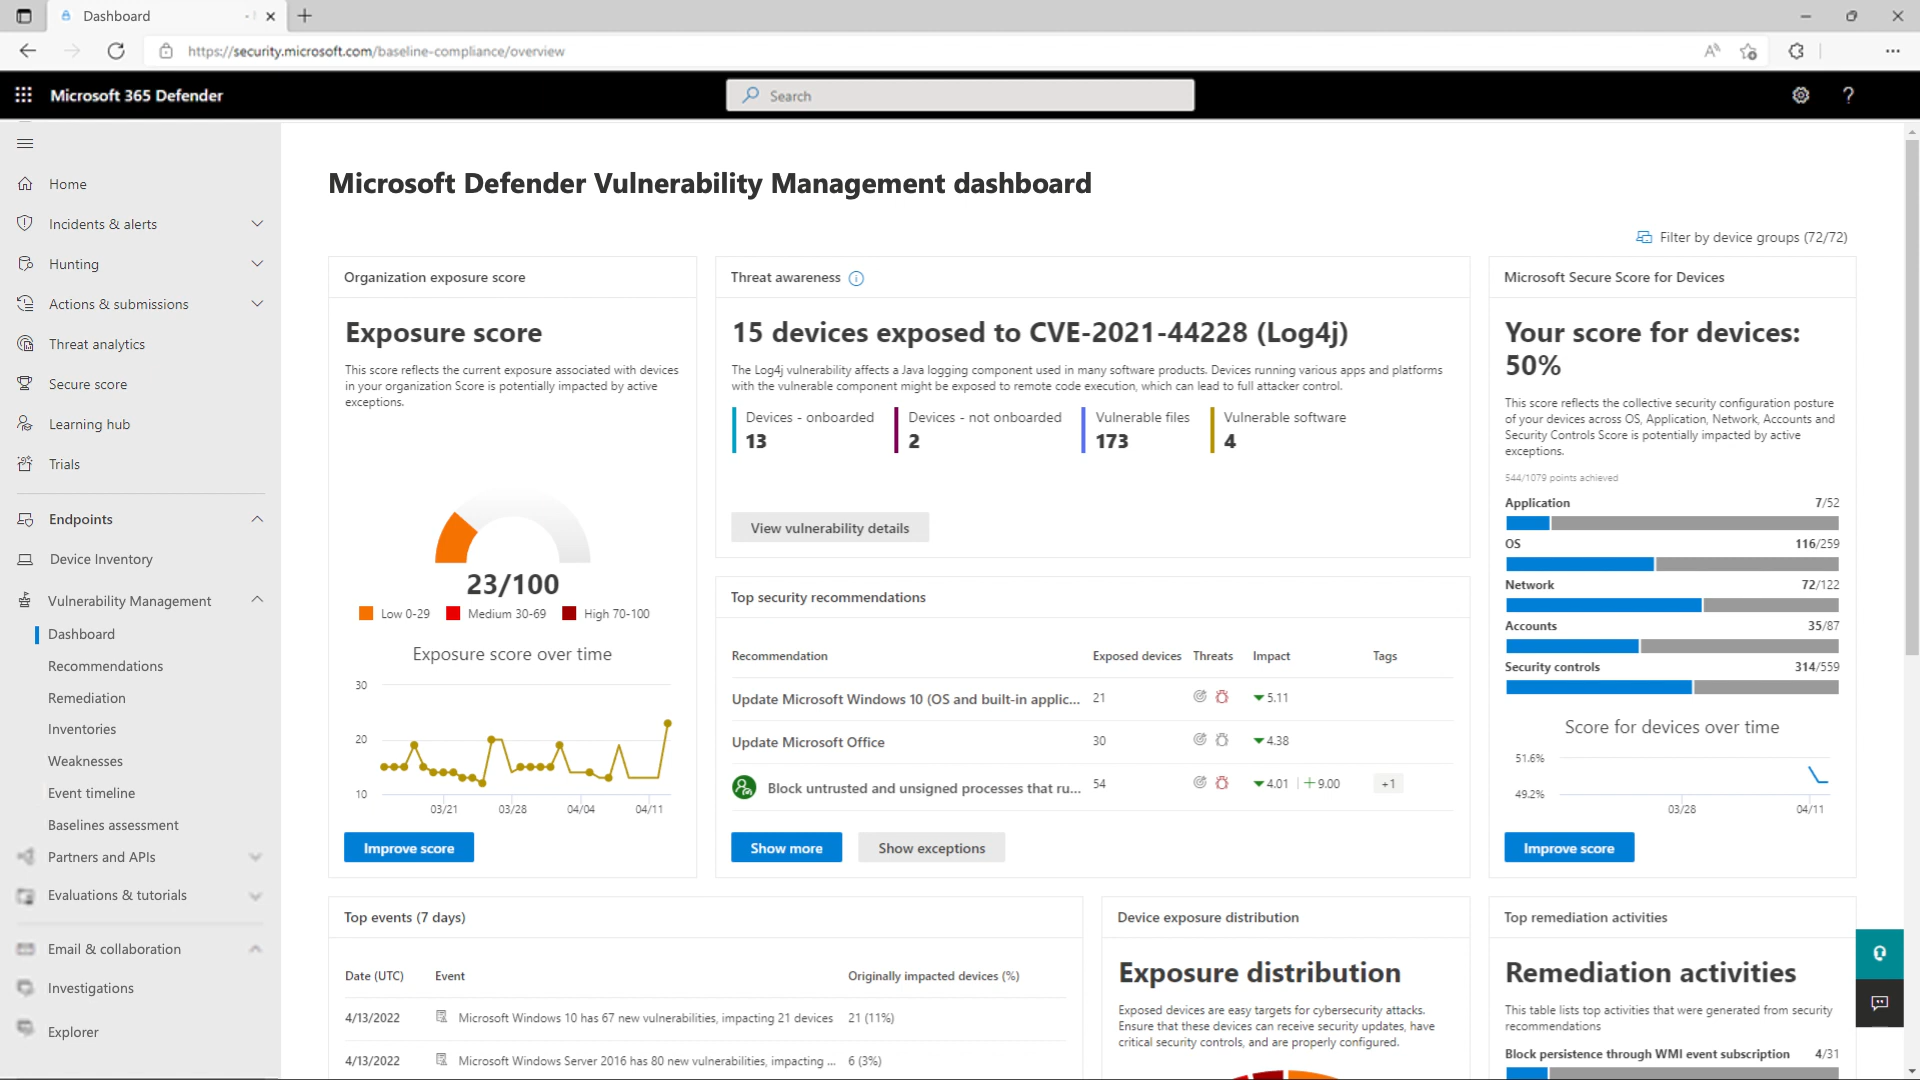 Dashboard
https://security.microsoft.com/baseline-compliance/overview
Microsoft 365 Defender
Search
Home
Incidents & alerts
Hunting
Actions & submissions
Threat analytics
Secure score
Learning hub
Trials
Endpoints
Device Inventory
Vulnerability Management
Dashboard
Recommendations
Remediation
Inventories
Weaknesses
Event timeline
Baselines assessment
Partners and APIs
Evaluations & tutorials
Email & collaboration
Investigations
Explorer
Microsoft Defender Vulnerability Management dashboard
Filter by device groups (72/72)
Organization exposure score
Exposure score
This score reflects the current exposure associated with devices
in your organization Score is potentially impacted by active
exceptions.
23/100
Low 0-29 Medium 30-69 High 70-100
Exposure score over time
30
20
10
03/21 03/28 04/04 04/11
Improve score
Threat awareness
15 devices exposed to CVE-2021-44228 (Log4j)
The Log4j vulnerability affects a Java logging component used in many software products. Devices running various apps and platforms
with the vulnerable component might be exposed to remote code execution, which can lead to full attacker control.
Devices - onboarded Devices - not onboarded Vulnerable files Vulnerable software
13 2 173 4
View vulnerability details
Top security recommendations
Recommendation Exposed devices Threats Impact Tags
Update Microsoft Windows 10 (OS and built-in applic... 21 5.11
Update Microsoft Office 30 4.38
Block untrusted and unsigned processes that ru... 54 4.01 | +9.00 +1
Show more Show exceptions
Microsoft Secure Score for Devices
Your score for devices:
50%
This score reflects the collective security configuration posture
of your devices across OS, Application, Network, Accounts and
Security Controls Score is potentially impacted by active
exceptions.
544/1079 points achieved
Application 7/52
OS 116/259
Network 72/122
Accounts 35/87
Security controls 314/559
Score for devices over time
51.6%
49.2%
03/28 04/11
Improve score
Top events (7 days)
Date (UTC) Event Originally impacted devices (%)
4/13/2022 Microsoft Windows 10 has 67 new vulnerabilities, impacting 21 devices 21 (11%)
4/13/2022 Microsoft Windows Server 2016 has 80 new vulnerabilities, impacting ... 6 (3%)
Device exposure distribution
Exposure distribution
Exposed devices are easy targets for cybersecurity attacks.
Ensure that these devices can receive security updates, have
critical security controls, and are properly configured.
Top remediation activities
Remediation activities
This table lists top activities that were generated from security
recommendations
Block persistence through WMI event subscription 4/31